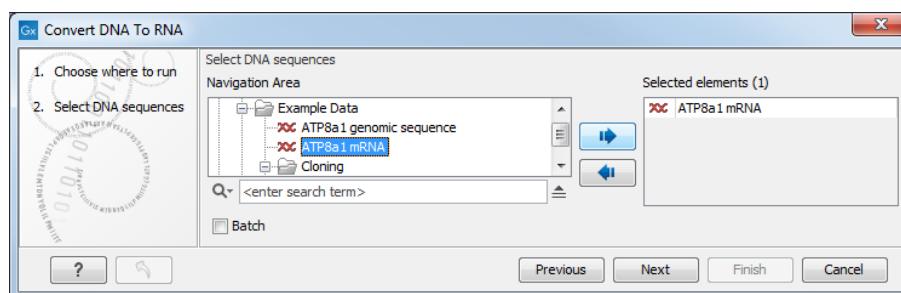 Gx Convert DNA To RNA
1. Choose where to run
2. Select DNA sequences
Select DNA sequences
Navigation Area
Example Data
ATP8a1 genomic sequence
ATP8a1 mRNA
Cloning
<enter search term>
Batch
Selected elements (1)
ATP8a1 mRNA
?
Previous
Next
Finish
Cancel